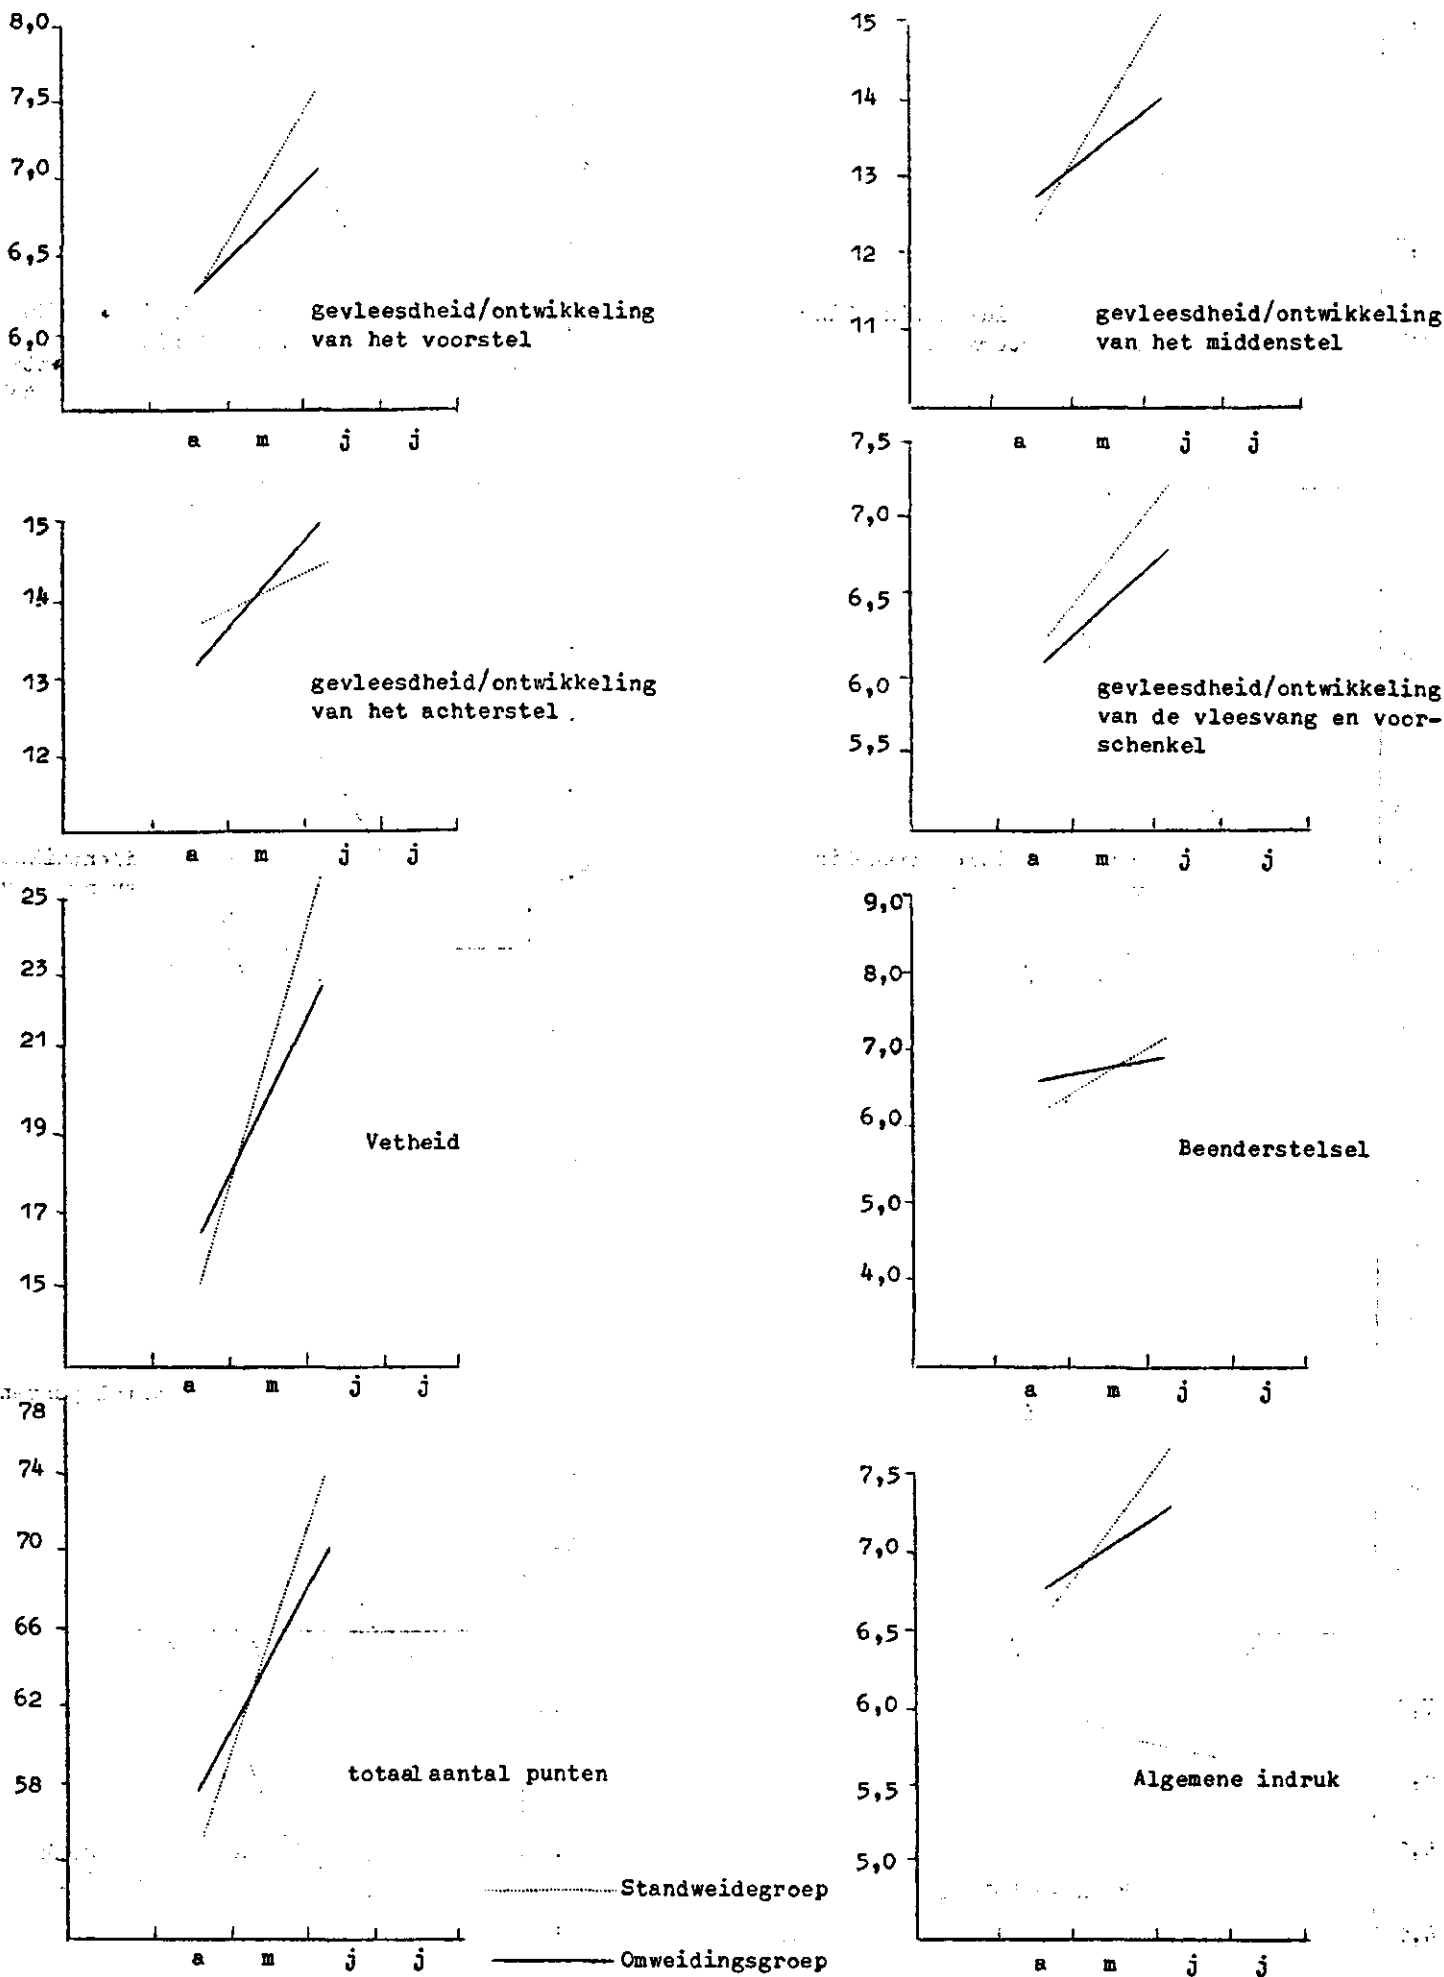 8,0
7,5
7,0
6,5
6,0
gevleesdheid/ontwikkeling
van het voorstel
a m j j
15
14
13
12
11
gevleesdheid/ontwikkeling
van het middenstel
a m j j
15
14
13
12
gevleesdheid/ontwikkeling
van het achterstel
a m j j
7,5
7,0
6,5
6,0
5,5
gevleesdheid/ontwikkeling
van de vleesvang en voor-
schenkel
a m j j
25
23
21
19
17
15
Vetheid
a m j j
9,0
8,0
7,0
6,0
5,0
4,0
Beenderstelsel
a m j j
78
74
70
66
62
58
totaal aantal punten
a m j j
7,5
7,0
6,5
6,0
5,5
5,0
Algemene indruk
a m j j
Standweidegroep
Omweidingsgroep